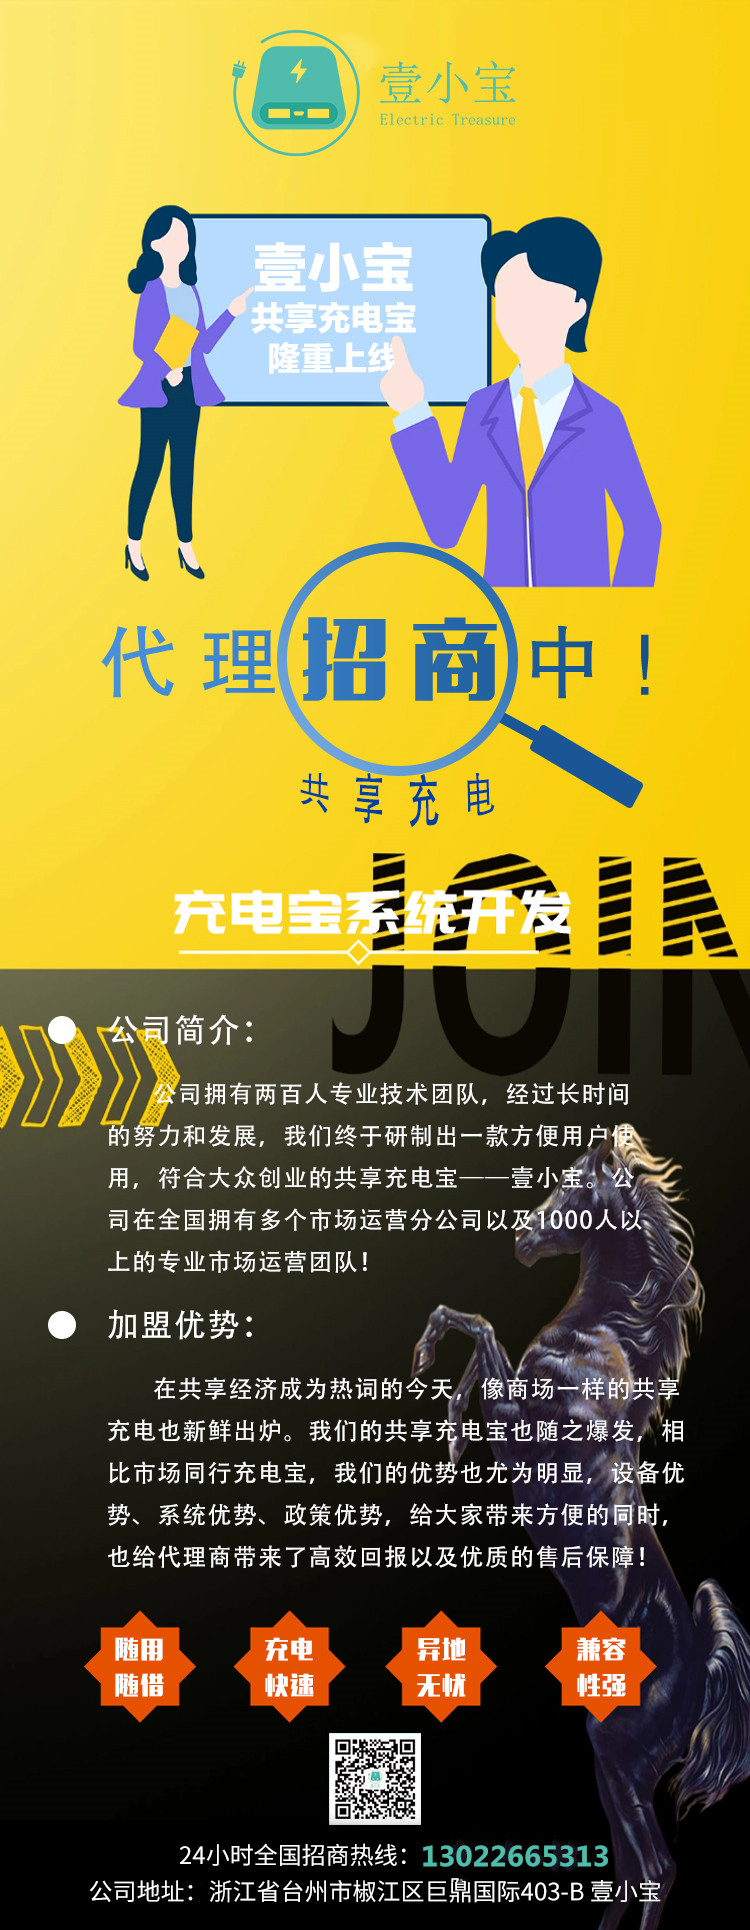 壹小宝
Electric Treasure
壹小宝
共享充电宝
隆重上线
代理招商中！
共享充电
JOIN
充电宝系统开发
公司简介：
公司拥有两百人专业技术团队，经过长时间
的努力和发展，我们终于研制出一款方便用户使
用，符合大众创业的共享充电宝——壹小宝。公
司在全国拥有多个市场运营分公司以及1000人以
上的专业市场运营团队！
加盟优势：
在共享经济成为热词的今天，像商场一样的共享
充电也新鲜出炉。我们的共享充电宝也随之爆发，相
比市场同行充电宝，我们的优势也尤为明显，设备优
势、系统优势、政策优势，给大家带来方便的同时，
也给代理商带来了高效回报以及优质的售后保障！
随用
随借
充电
快速
异地
无忧
兼容
性强
24小时全国招商热线：13022665313
公司地址：浙江省台州市椒江区巨鼎国际403-B 壹小宝